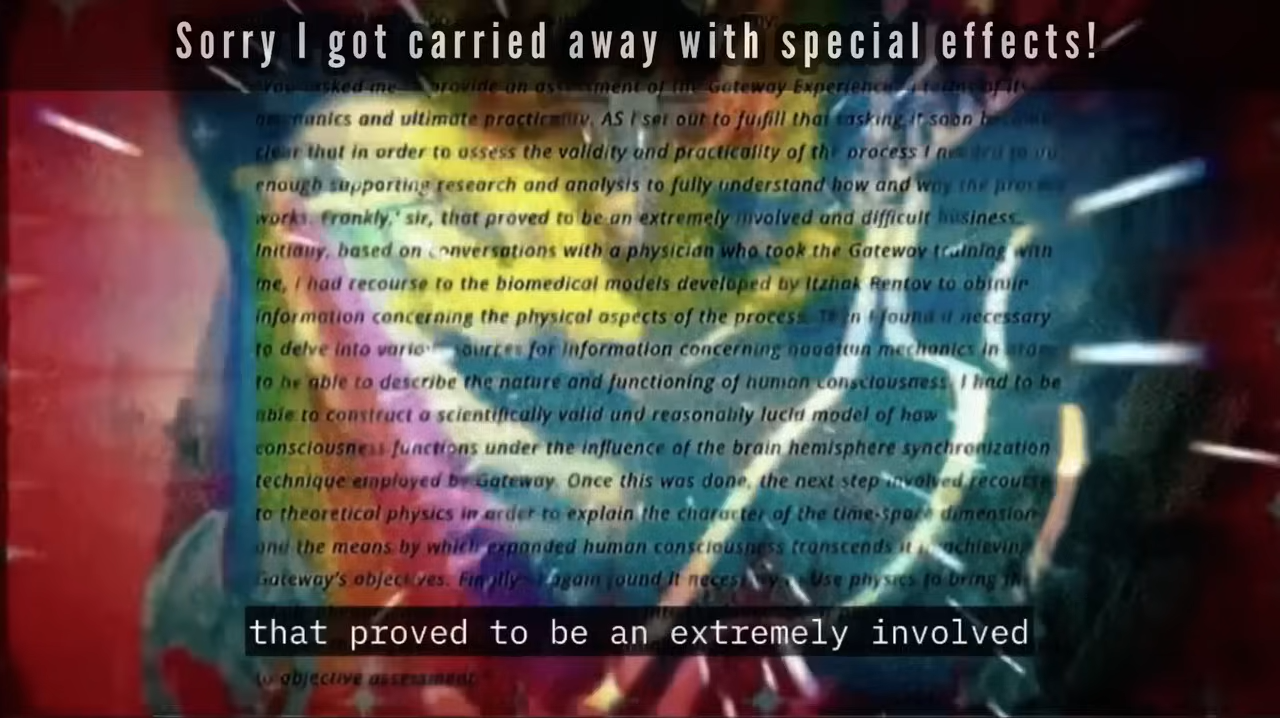 Sorry I got carried away with special effects!
asked me provide an assessment of the Gateway Experience in terms of its
mechanics and ultimate practicality. AS I set out to fulfill that tasking it soon
clear that in order to assess the validity and practicality of the process I needed to do
enough supporting research and analysis to fully understand how and why the process
works. Frankly,' sir, that proved to be an extremely involved and difficult business.
Initially, based on conversations with a physician who took the Gateway training with
me, I had recourse to the biomedical models developed by Itzhak Bentov to obtain
information concerning the physical aspects of the process. Then I found it necessary
to delve into various sources for information concerning quantum mechanics in
to be able to describe the nature and functioning of human consciousness. I had to be
able to construct a scientifically valid and reasonably lucid model of how
consciousness functions under the influence of the brain hemisphere synchronization
technique employed by Gateway. Once this was done, the next step involved recourse
to theoretical physics in order to explain the character of the time-space dimension
and the means by which expanded human consciousness transcends it achieving
Gateway's objectives. Finally again found it necessary Use physics to bring the
that proved to be an extremely involved
objective assessment